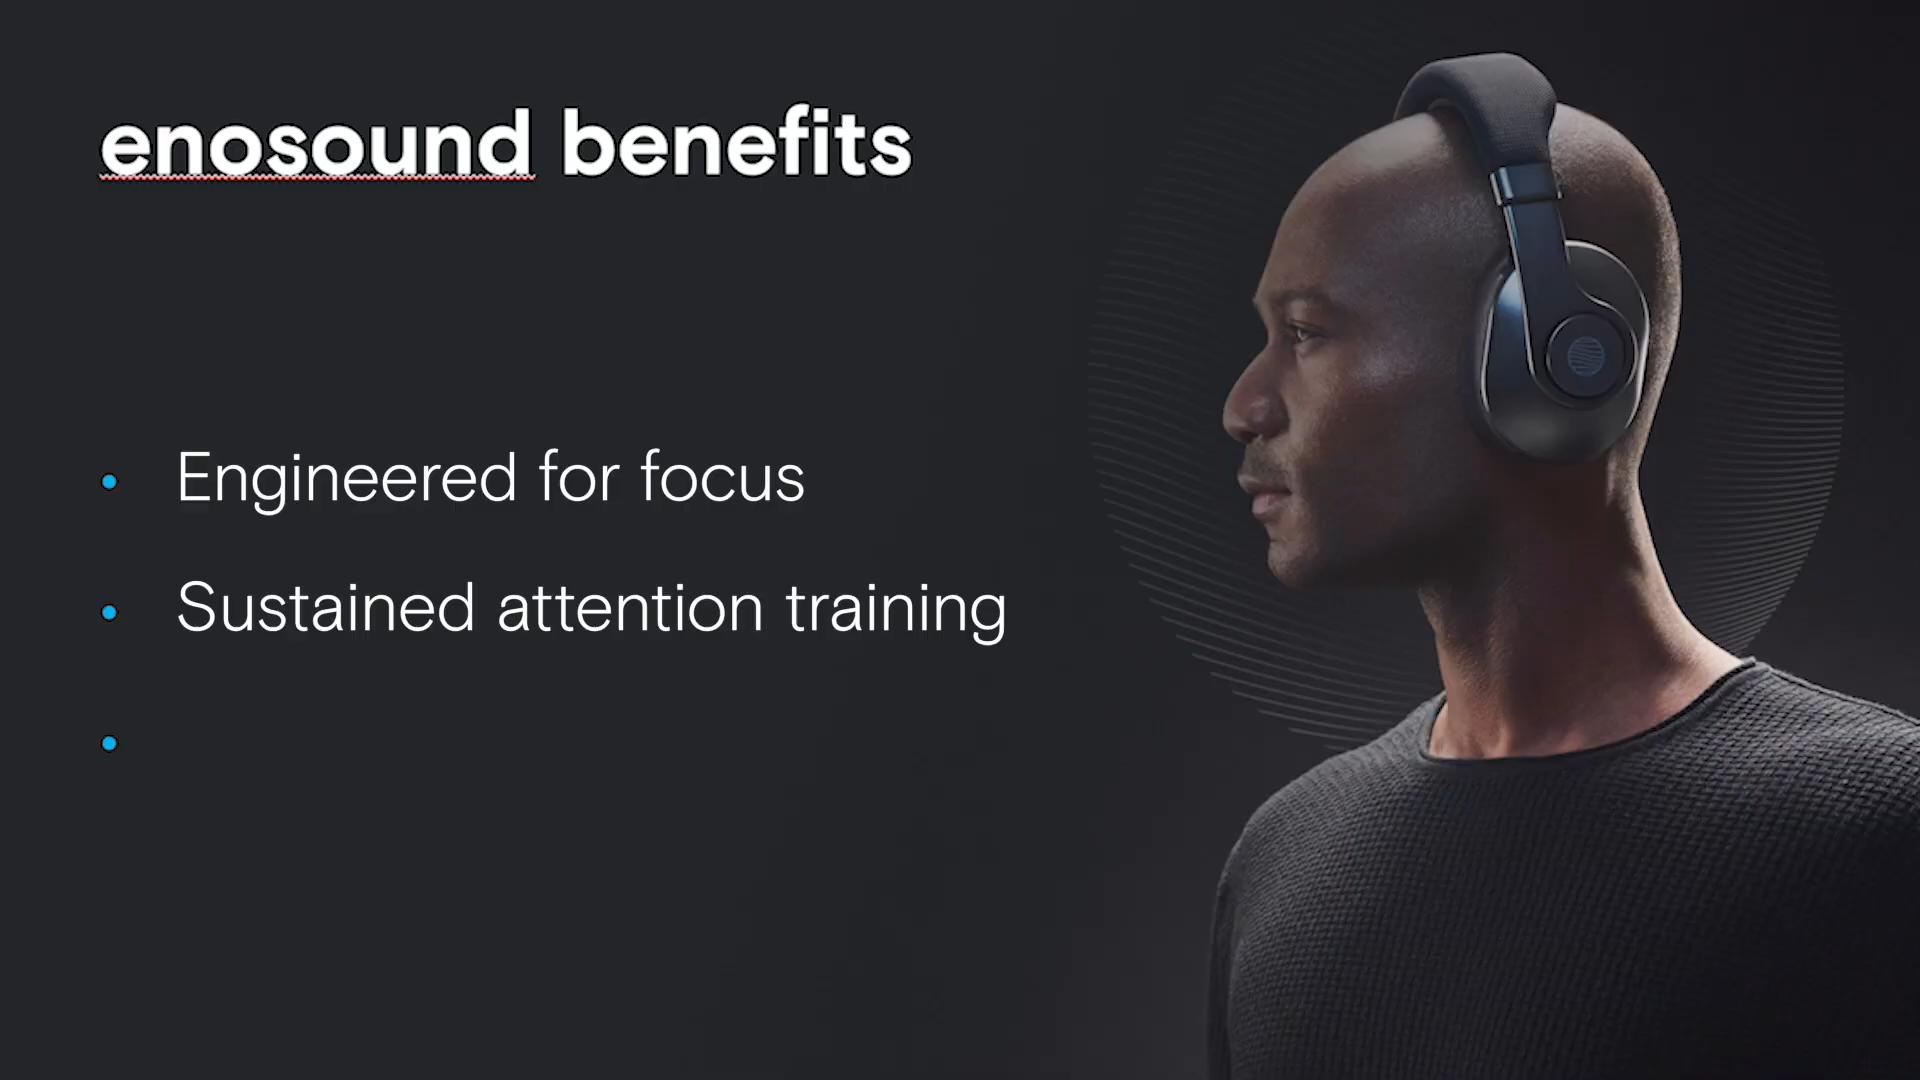 enosound benefits
Engineered for focus
Sustained attention training